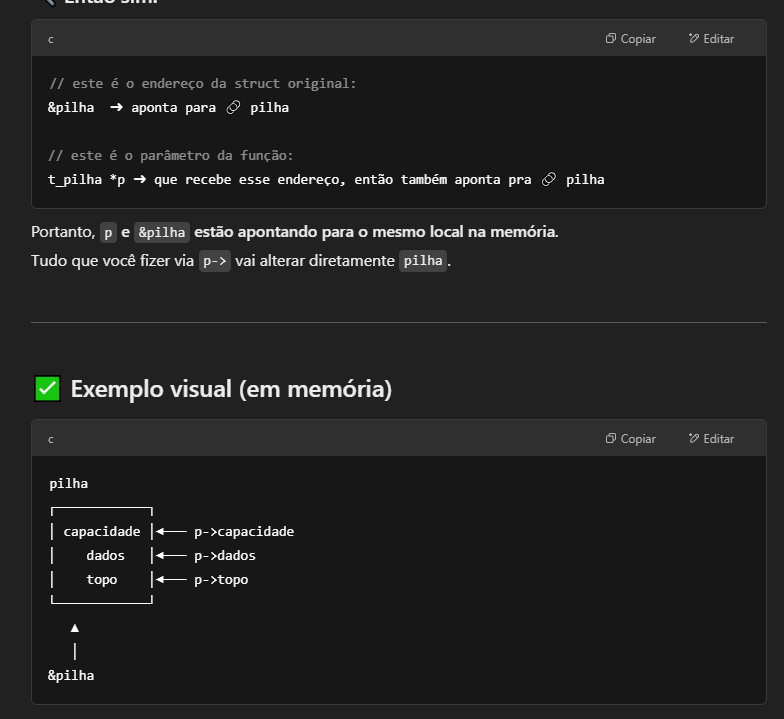 Então sim!
c Copiar Editar
// este é o endereço da struct original:
&pilha ➜ aponta para 🔗 pilha
// este é o parâmetro da função:
t_pilha *p ➜ que recebe esse endereço, então também aponta pra 🔗 pilha
Portanto, p e &pilha estão apontando para o mesmo local na memória.
Tudo que você fizer via p-> vai alterar diretamente pilha.
✅ Exemplo visual (em memória)
c Copiar Editar
pilha
capacidade ◄── p->capacidade
dados ◄── p->dados
topo ◄── p->topo
▲
│
&pilha